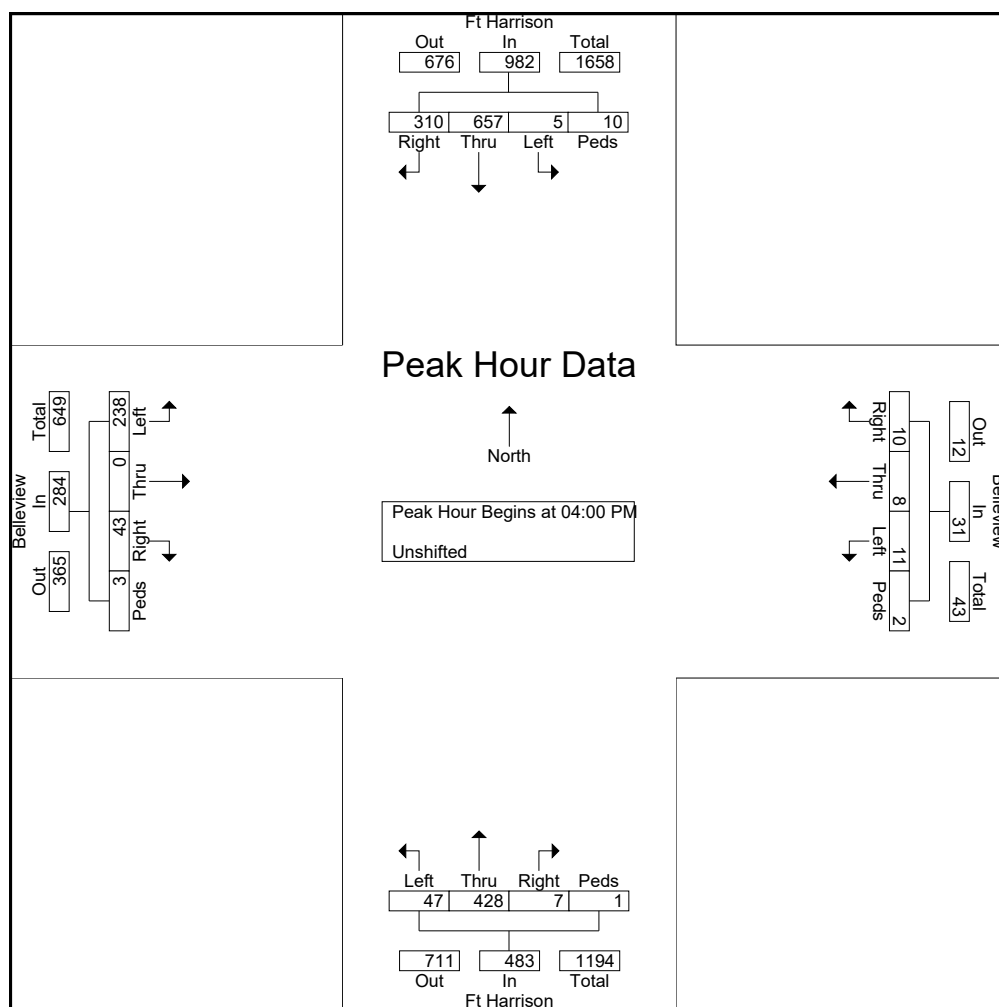 Ft Harrison
Out In Total
676 982 1658
310 657 5 10
Right Thru Left Peds
Peak Hour Data
North
Peak Hour Begins at 04:00 PM
Unshifted
Belleview
Total In Out
649 284 365
238 0 43 3
Left Thru Right Peds
Belleview
Out In Total
12 31 43
10 8 11 2
Right Thru Left Peds
Left Thru Right Peds
47 428 7 1
711 483 1194
Out In Total
Ft Harrison